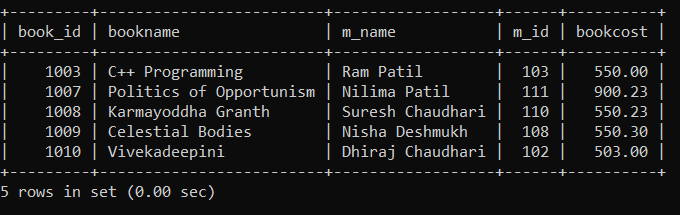 +---------+------------------------+------------------+------+----------+
| book_id | bookname               | m_name           | m_id | bookcost |
+---------+------------------------+------------------+------+----------+
|    1003 | C++ Programming        | Ram Patil        |  103 |   550.00 |
|    1007 | Politics of Opportunism | Nilima Patil     |  111 |   900.23 |
|    1008 | Karmayoddha Granth     | Suresh Chaudhari |  110 |   550.23 |
|    1009 | Celestial Bodies       | Nisha Deshmukh   |  108 |   550.30 |
|    1010 | Vivekadeepini          | Dhiraj Chaudhari |  102 |   503.00 |
+---------+------------------------+------------------+------+----------+
5 rows in set (0.00 sec)